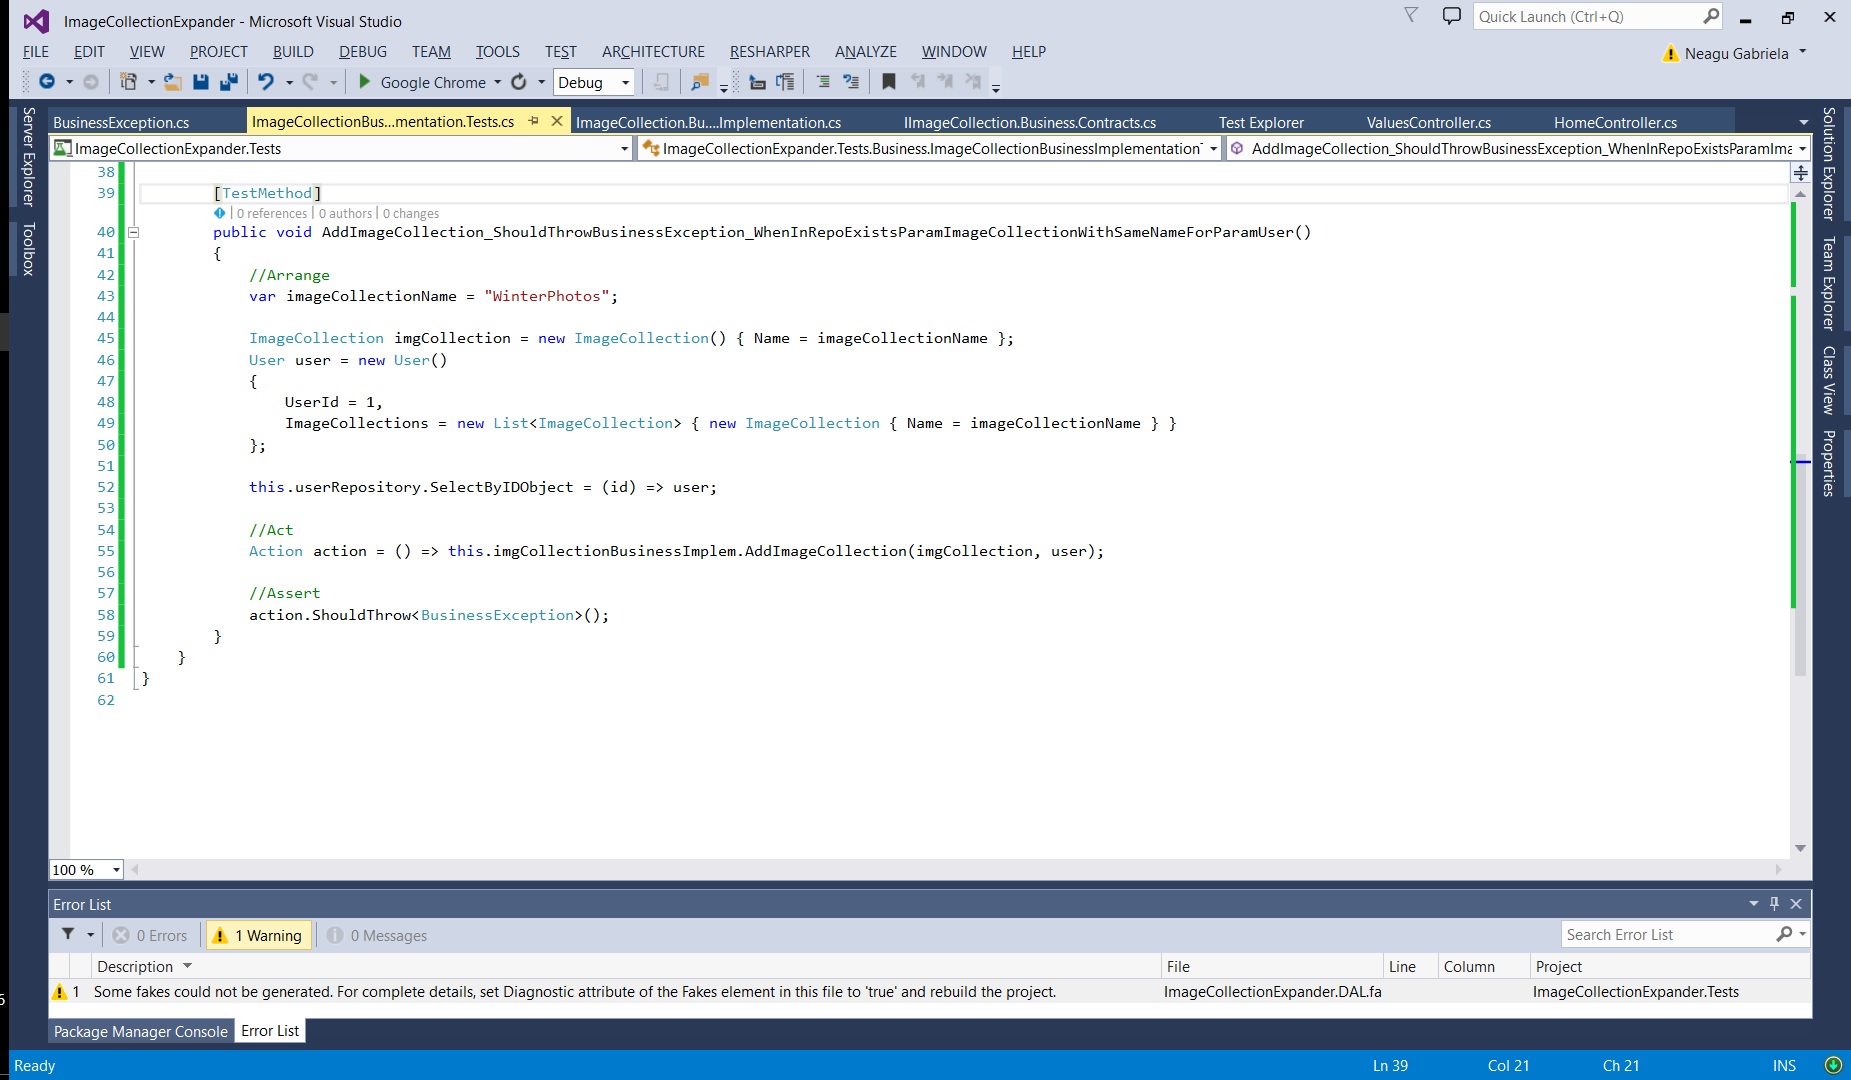 ImageCollectionExpander - Microsoft Visual Studio
Quick Launch (Ctrl+Q)
FILE EDIT VIEW PROJECT BUILD DEBUG TEAM TOOLS TEST ARCHITECTURE RESHARPER ANALYZE WINDOW HELP
Neagu Gabriela
Google Chrome Debug
Server Explorer
Toolbox
BusinessException.cs ImageCollectionBus...mentation.Tests.cs ImageCollection.Bu....Implementation.cs IImageCollection.Business.Contracts.cs Test Explorer ValuesController.cs HomeController.cs
ImageCollectionExpander.Tests ImageCollectionExpander.Tests.Business.ImageCollectionBusinessImplementation AddImageCollection_ShouldThrowBusinessException_WhenInRepoExistsParamIma
38
39 [TestMethod]
0 references | 0 authors | 0 changes
40 public void AddImageCollection_ShouldThrowBusinessException_WhenInRepoExistsParamImageCollectionWithSameNameForParamUser()
41 {
42 //Arrange
43 var imageCollectionName = "WinterPhotos";
44
45 ImageCollection imgCollection = new ImageCollection() { Name = imageCollectionName };
46 User user = new User()
47 {
48 UserId = 1,
49 ImageCollections = new List<ImageCollection> { new ImageCollection { Name = imageCollectionName } }
50 };
51
52 this.userRepository.SelectByIDObject = (id) => user;
53
54 //Act
55 Action action = () => this.imgCollectionBusinessImplem.AddImageCollection(imgCollection, user);
56
57 //Assert
58 action.ShouldThrow<BusinessException>();
59 }
60 }
61 }
62
Solution Explorer
Team Explorer
Class View
Properties
100 %
Error List
0 Errors 1 Warning 0 Messages
Search Error List
Description File Line Column Project
1 Some fakes could not be generated. For complete details, set Diagnostic attribute of the Fakes element in this file to 'true' and rebuild the project. ImageCollectionExpander.DAL.fa ImageCollectionExpander.Tests
Package Manager Console Error List
Ready Ln 39 Col 21 Ch 21 INS